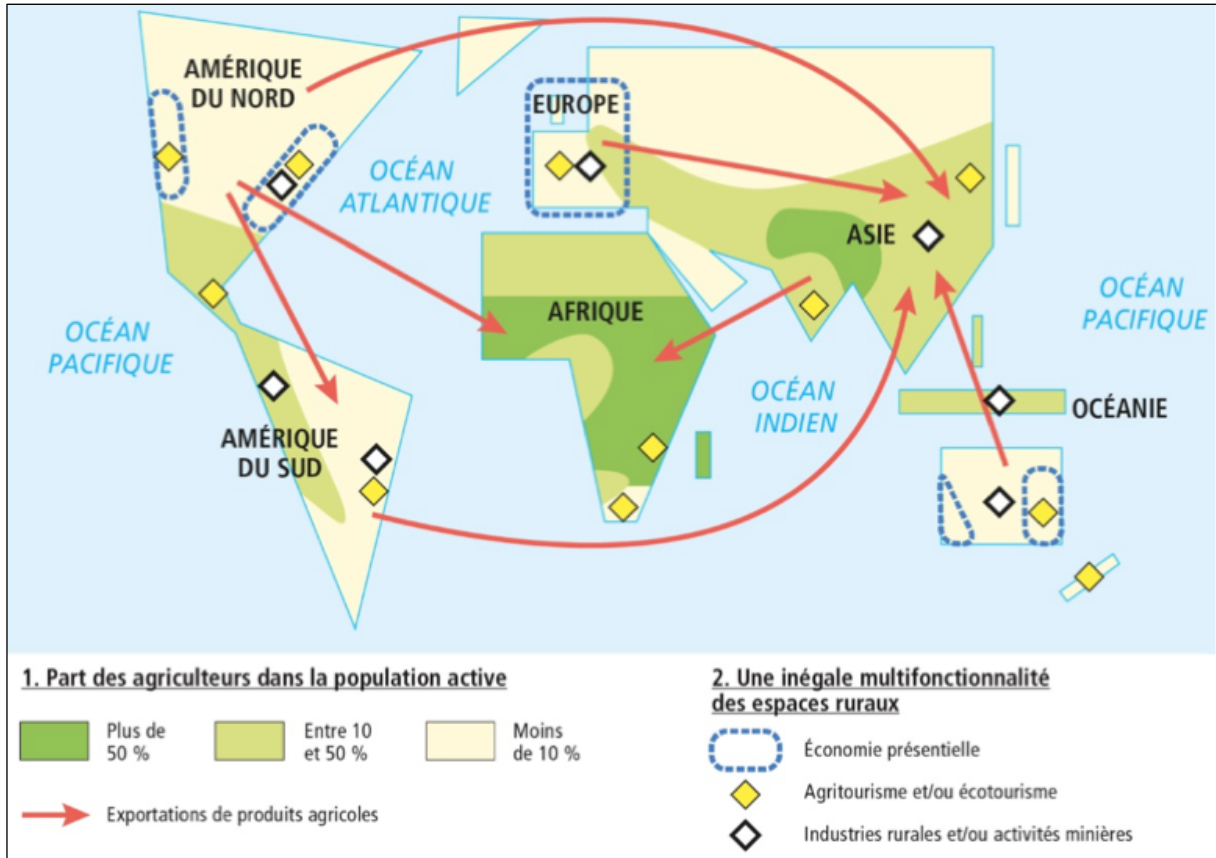 AMÉRIQUE
DU NORD
EUROPE
OCÉAN
ATLANTIQUE
ASIE
AFRIQUE
OCÉAN
PACIFIQUE
OCÉAN
PACIFIQUE
OCÉAN
INDIEN
OCÉANIE
AMÉRIQUE
DU SUD
1. Part des agriculteurs dans la population active
Plus de
50 %
Entre 10
et 50 %
Moins
de 10 %
Exportations de produits agricoles
2. Une inégale multifonctionnalité
des espaces ruraux
Économie présentielle
Agritourisme et/ou écotourisme
Industries rurales et/ou activités minières